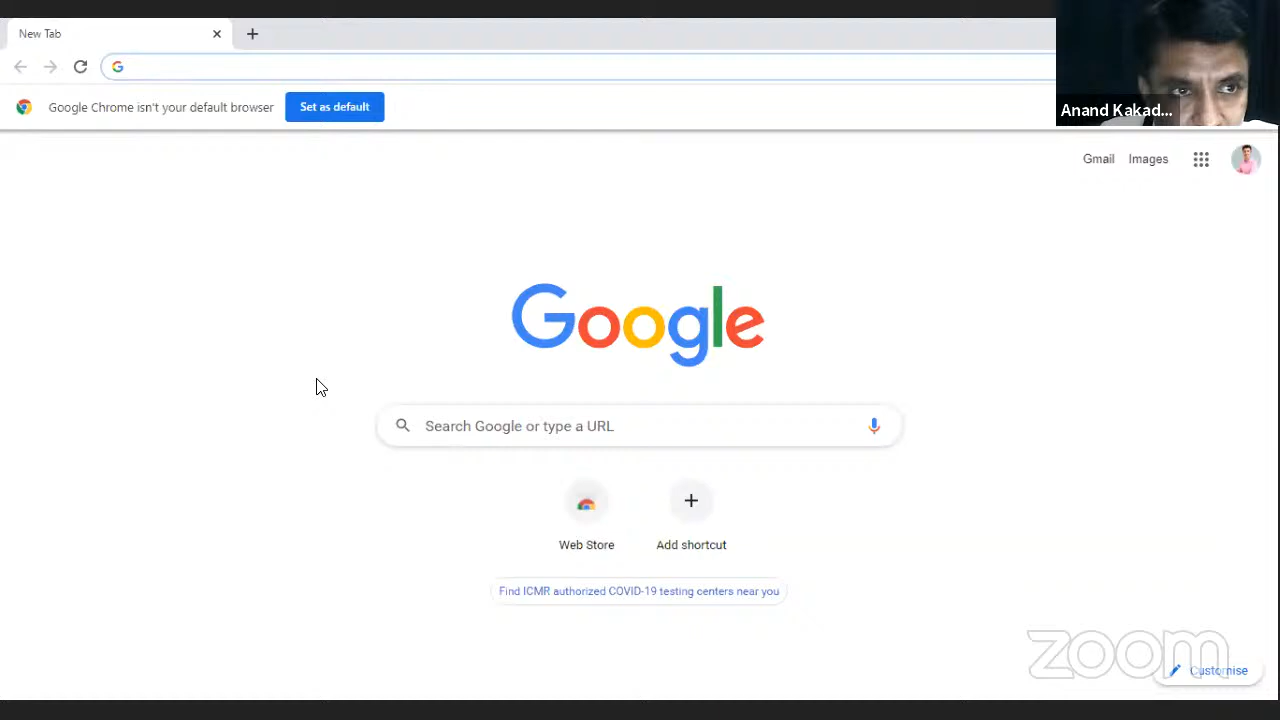 New Tab
Google Chrome isn't your default browser
Set as default
Anand Kakad...
Gmail
Images
Google
Search Google or type a URL
Web Store
Add shortcut
Find ICMR authorized COVID-19 testing centers near you
zoom
Customise